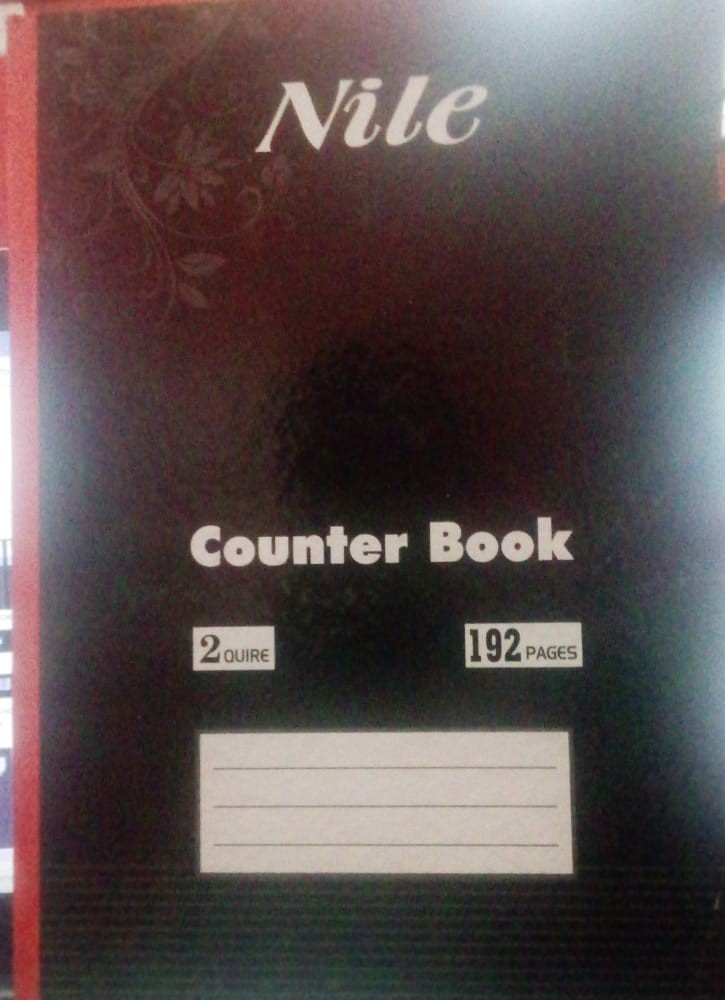 Nile
Counter Book
2 QUIRE 192 PAGES